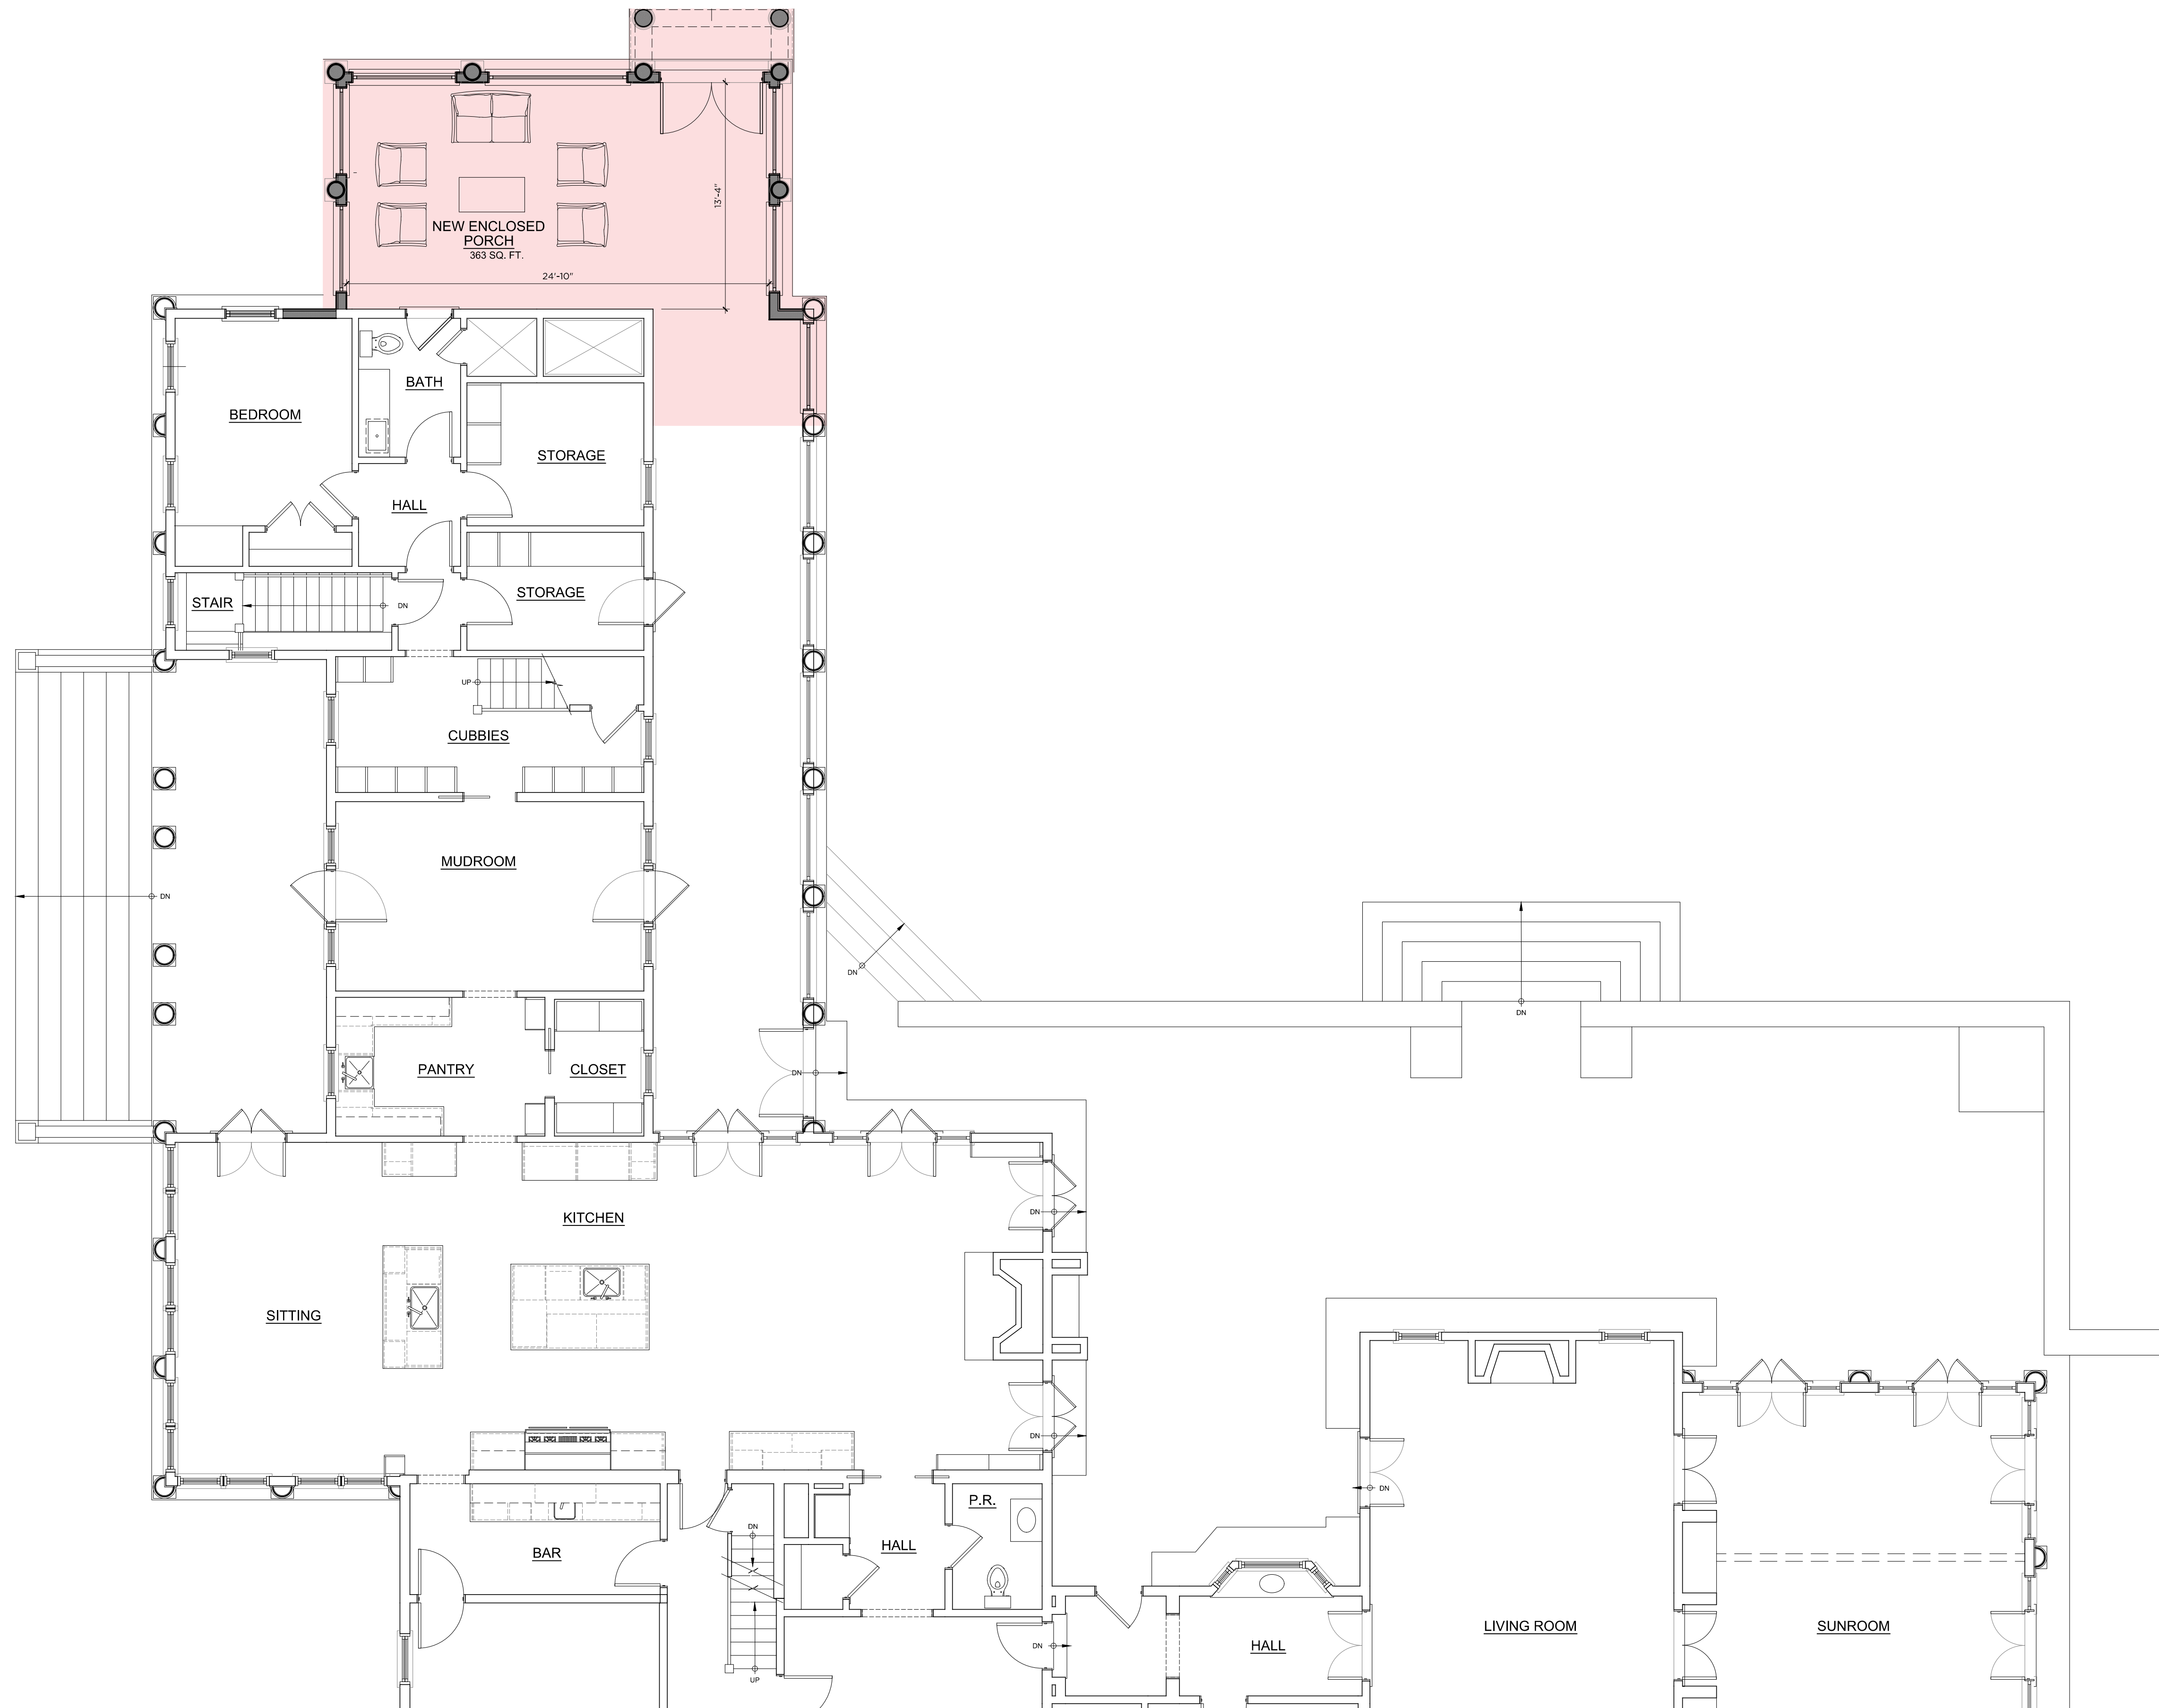 13'-4"
NEW ENCLOSED
PORCH
363 SQ. FT.
24'-10"
BATH
BEDROOM
STORAGE
HALL
STORAGE
STAIR
DN
UP
CUBBIES
MUDROOM
DN
DN
DN
PANTRY
CLOSET
DN
KITCHEN
DN
SITTING
DN
DN
P.R.
DN
HALL
BAR
LIVING ROOM
SUNROOM
HALL
DN
UP